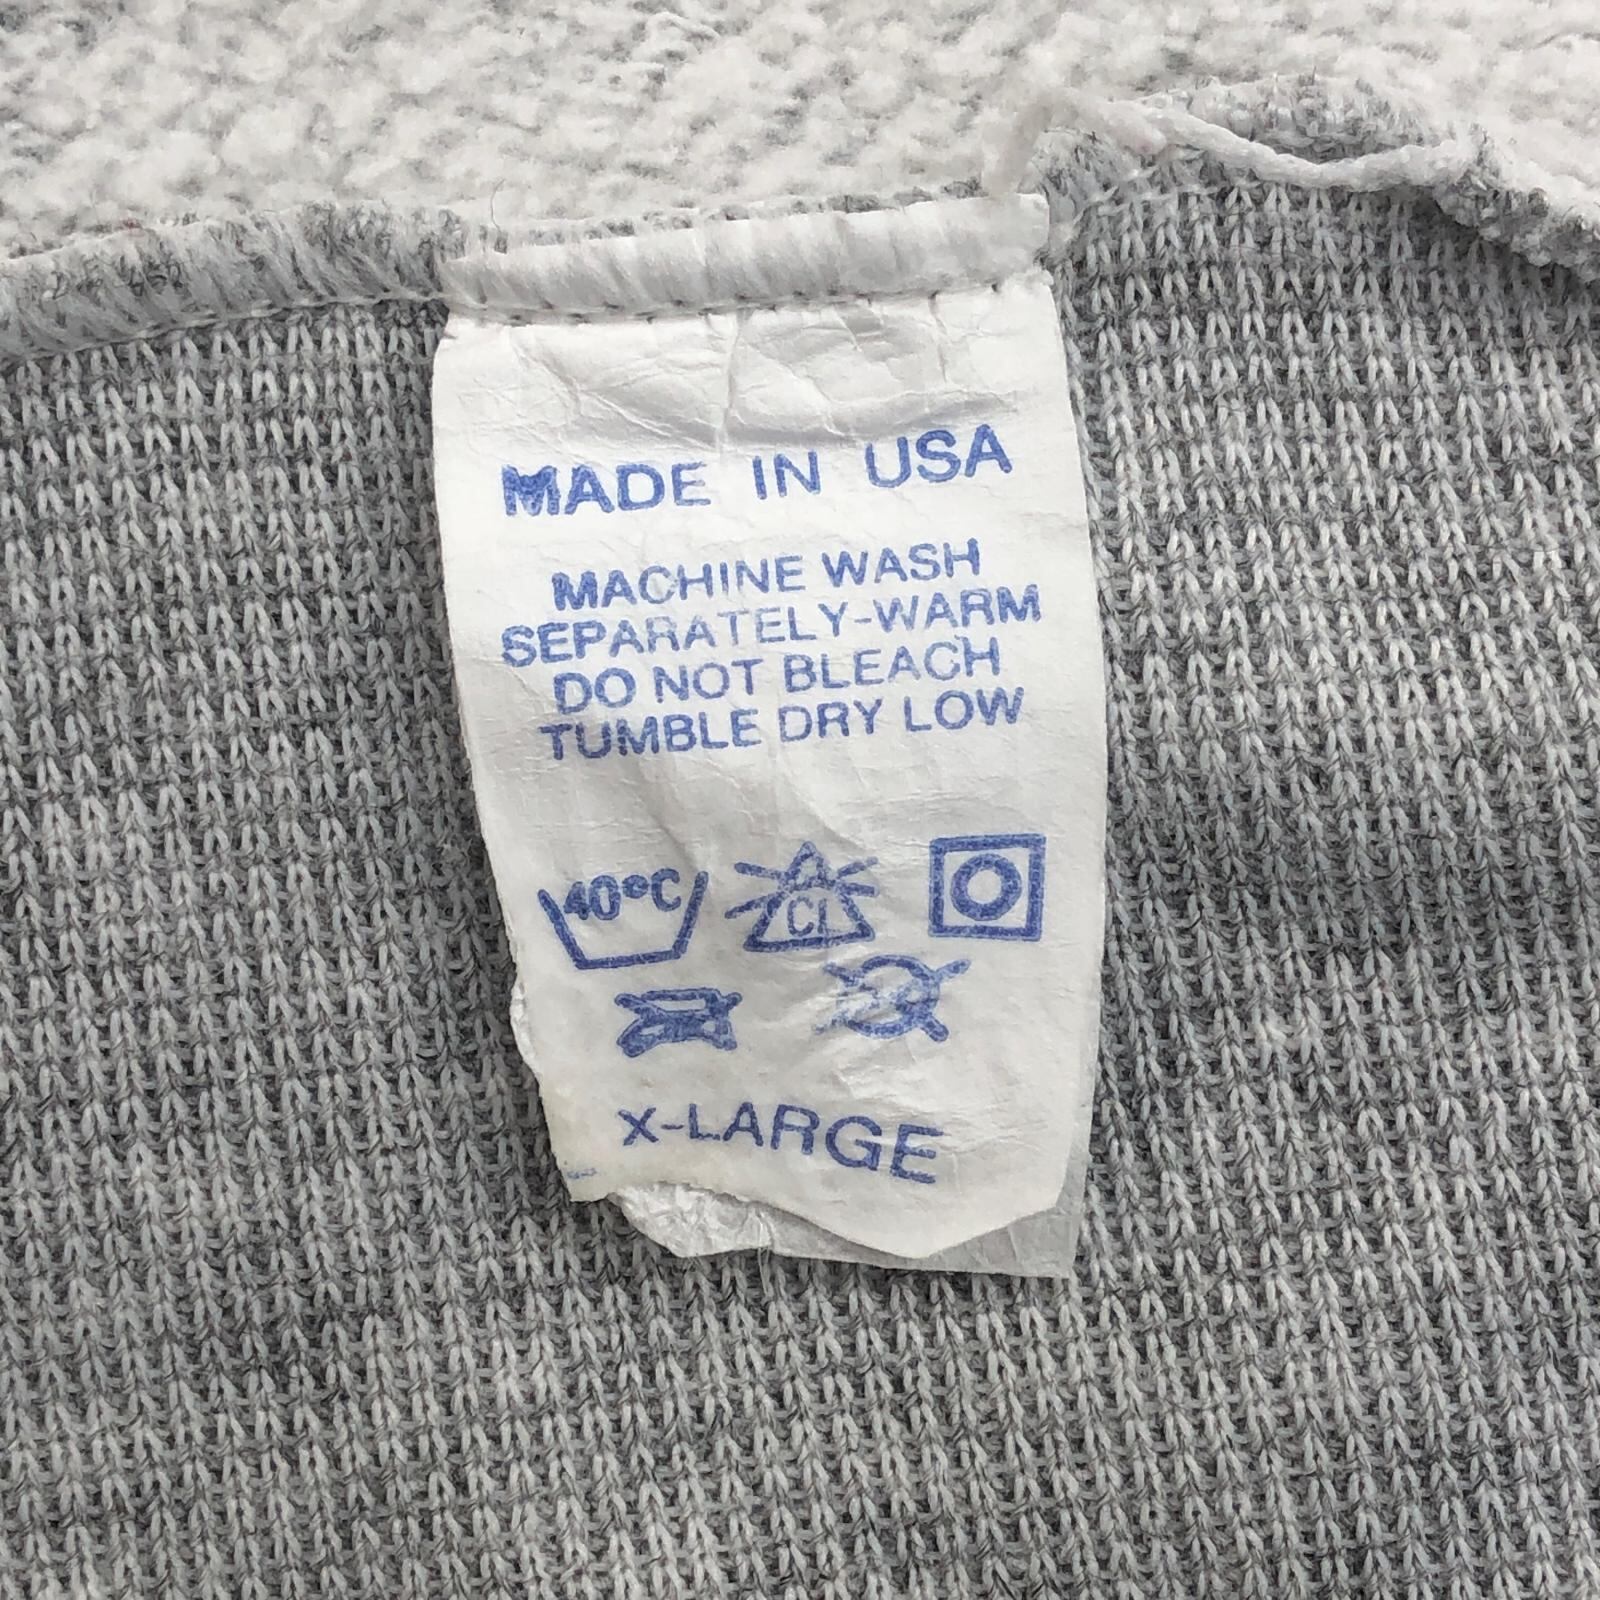 MADE IN USA
MACHINE WASH
SEPARATELY-WARM
DO NOT BLEACH
TUMBLE DRY LOW
40°C
CL
X-LARGE